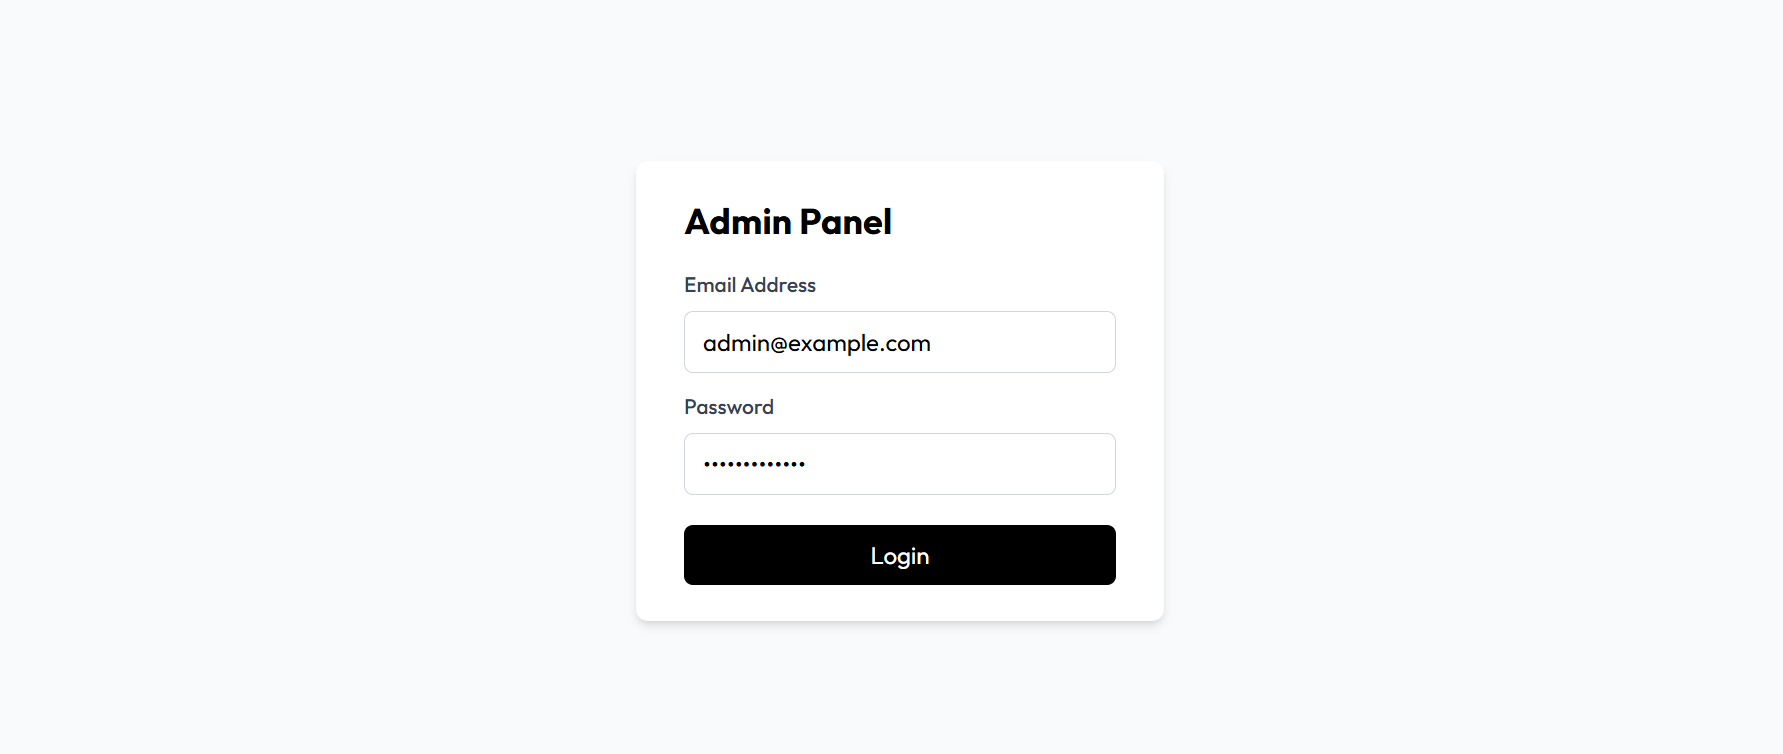 Admin Panel
Email Address
admin@example.com
Password
•••••••••••••
Login